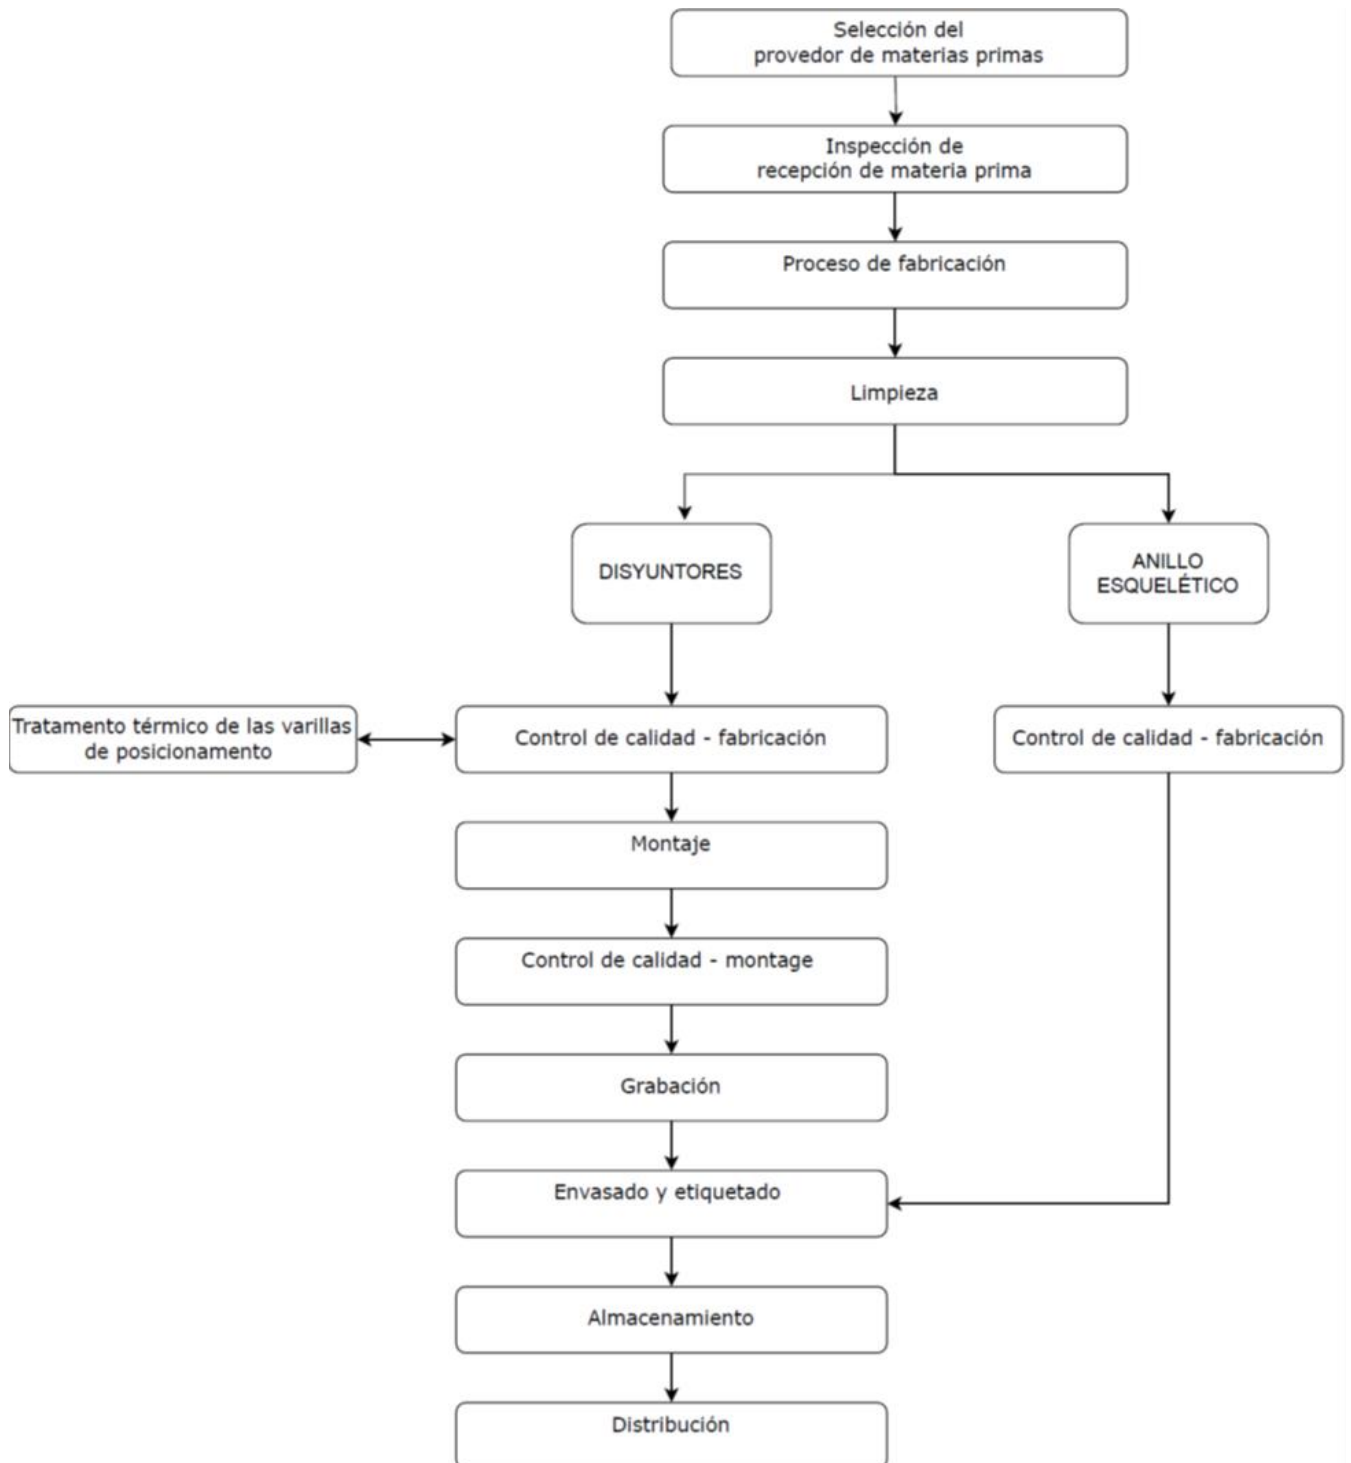 Selección del
provedor de materias primas
Inspección de
recepción de materia prima
Proceso de fabricación
Limpieza
DISYUNTORES
ANILLO
ESQUELÉTICO
Tratamento térmico de las varillas
de posicionamento
Control de calidad - fabricación
Control de calidad - fabricación
Montaje
Control de calidad - montage
Grabación
Envasado y etiquetado
Almacenamiento
Distribución